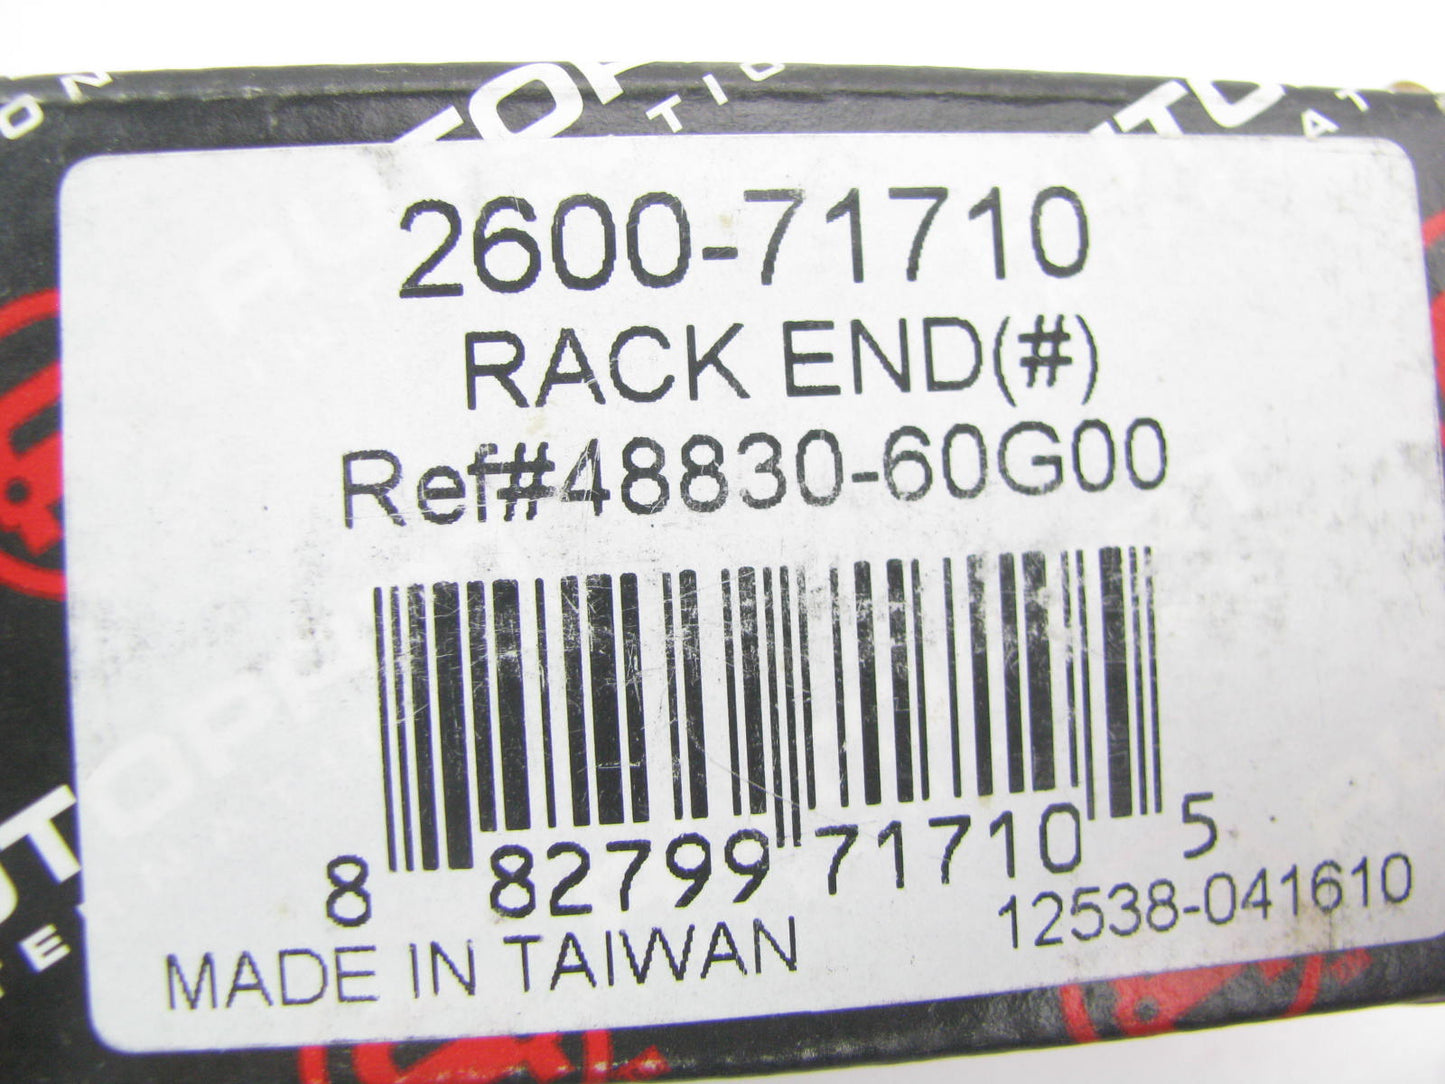 2600-71710
RACK END(#)
Ref#48830-60G00
8 82799 71710 5
12538-041610
MADE IN TAIWAN